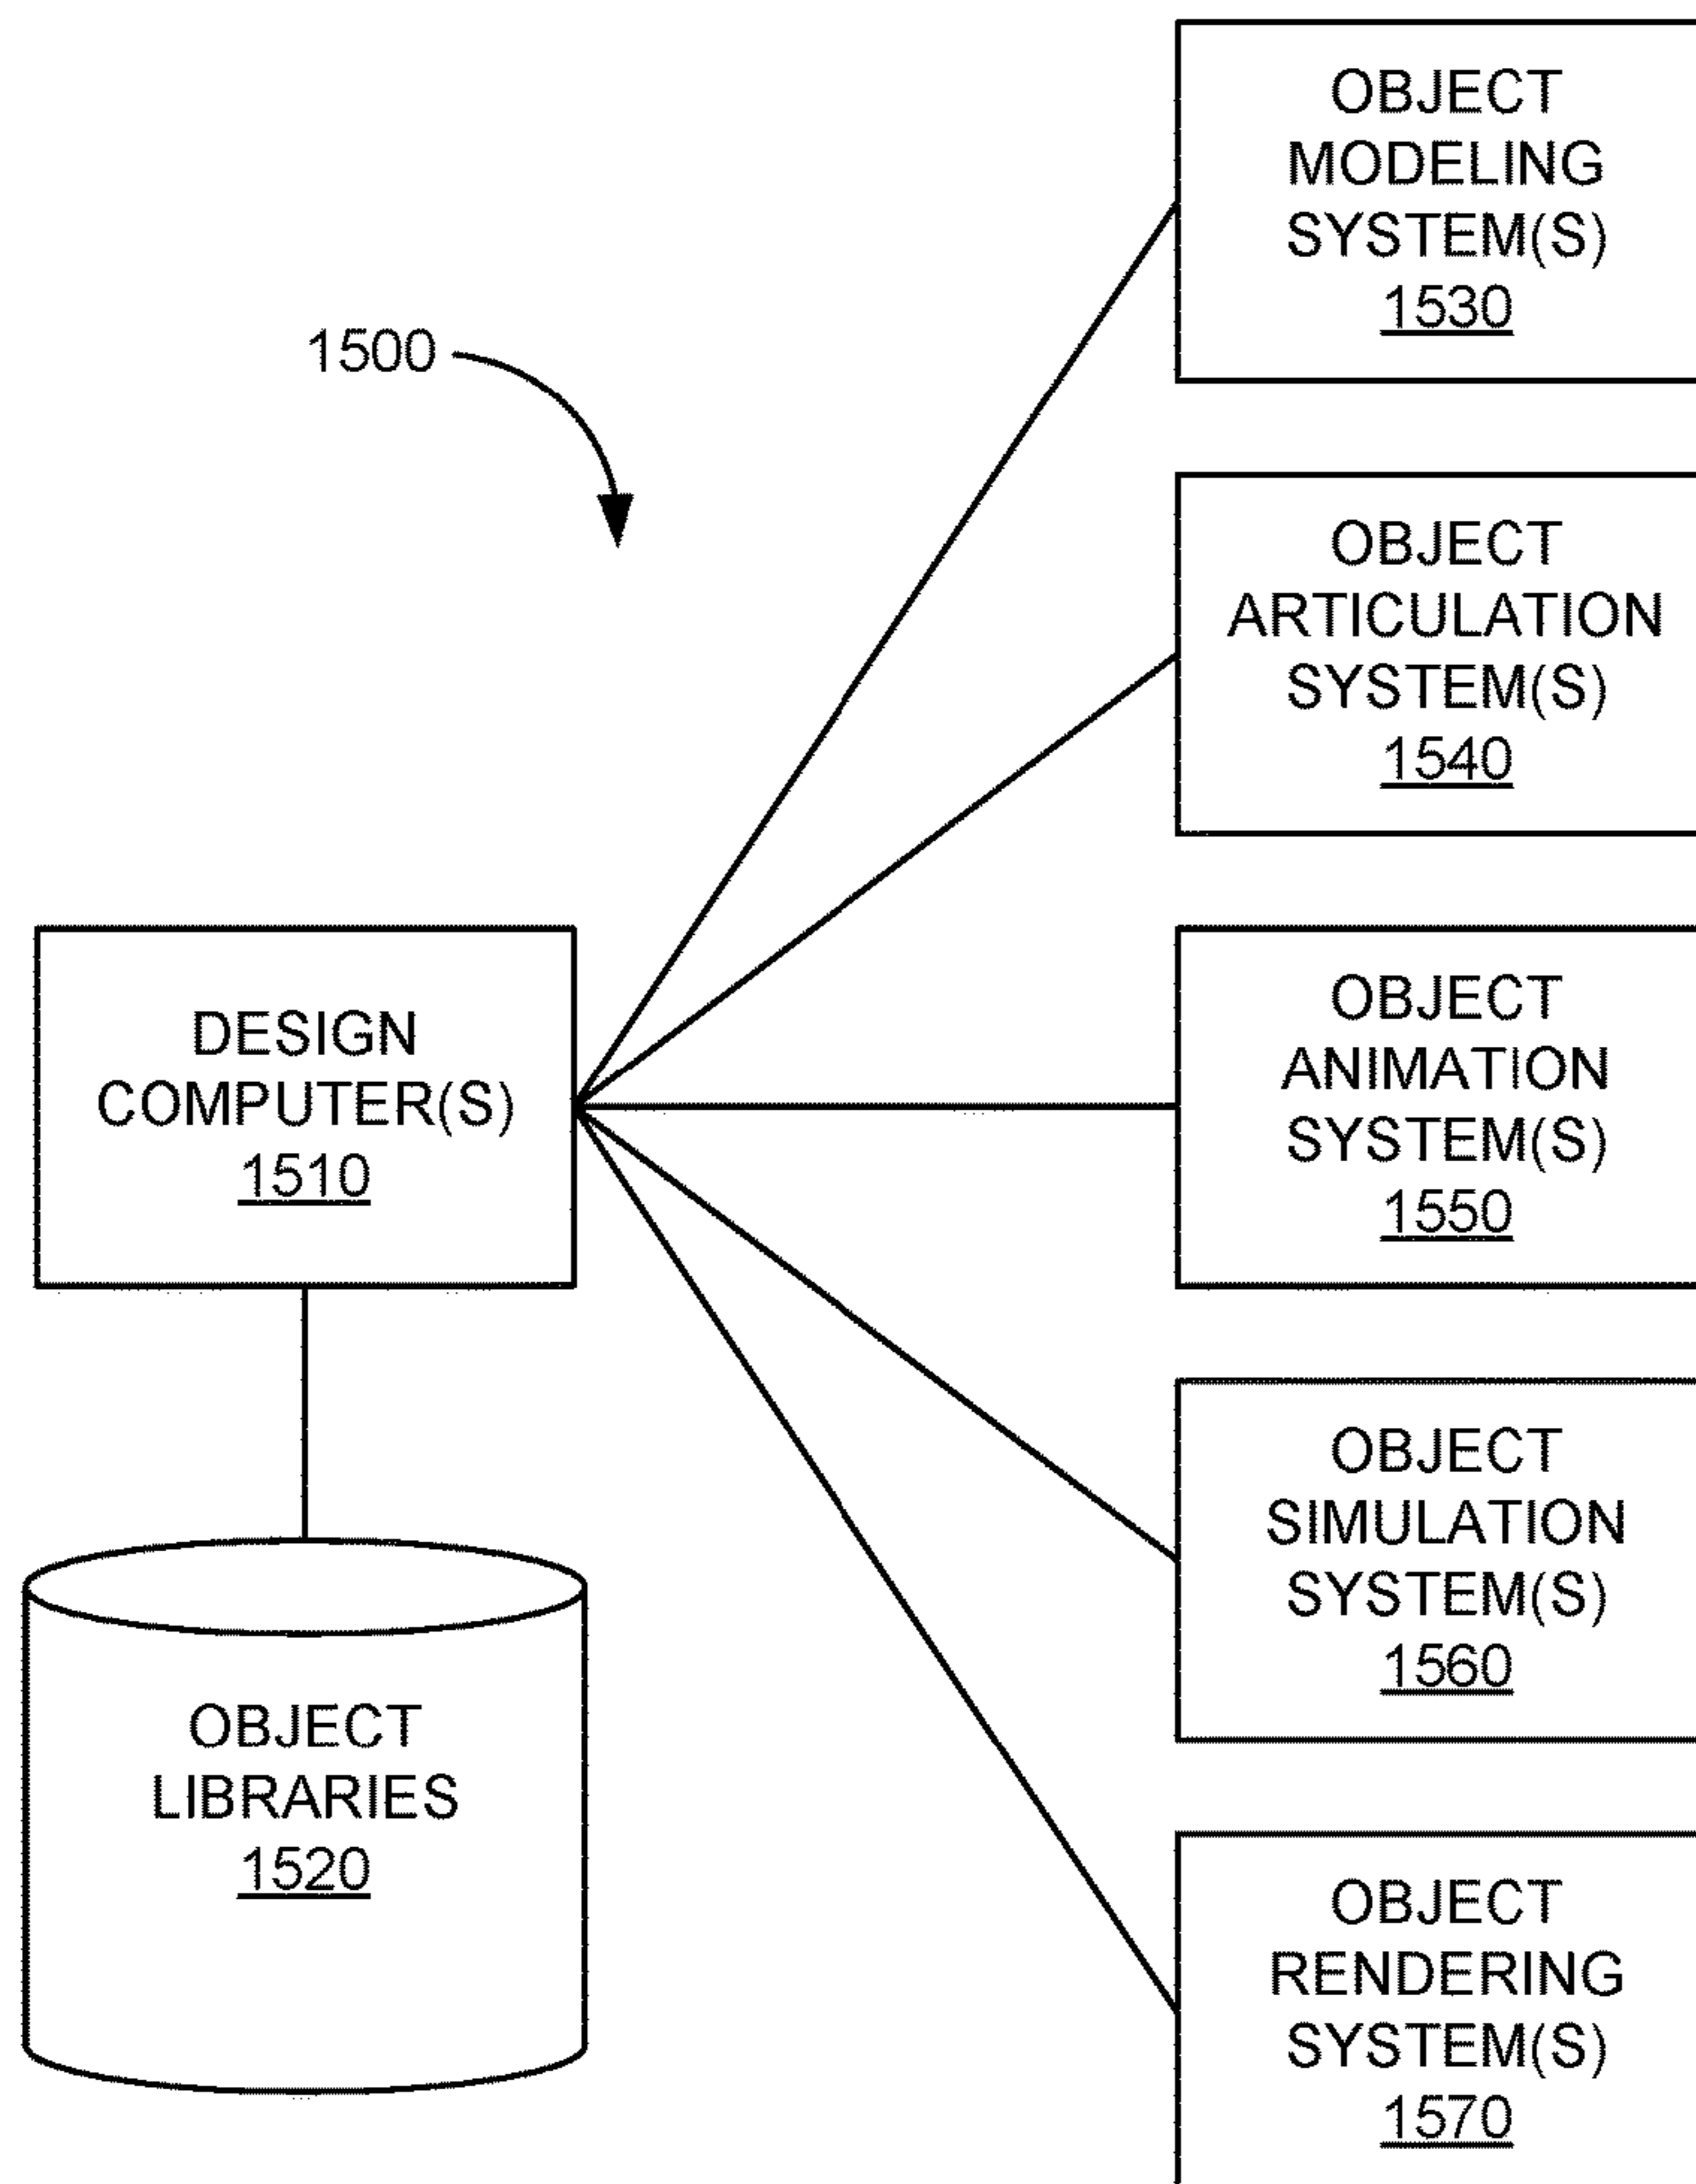 OBJECT
MODELING
SYSTEM(S)
1530
1500
OBJECT
ARTICULATION
SYSTEM(S)
1540
DESIGN
COMPUTER(S)
1510
OBJECT
ANIMATION
SYSTEM(S)
1550
OBJECT
SIMULATION
SYSTEM(S)
1560
OBJECT
LIBRARIES
1520
OBJECT
RENDERING
SYSTEM(S)
1570